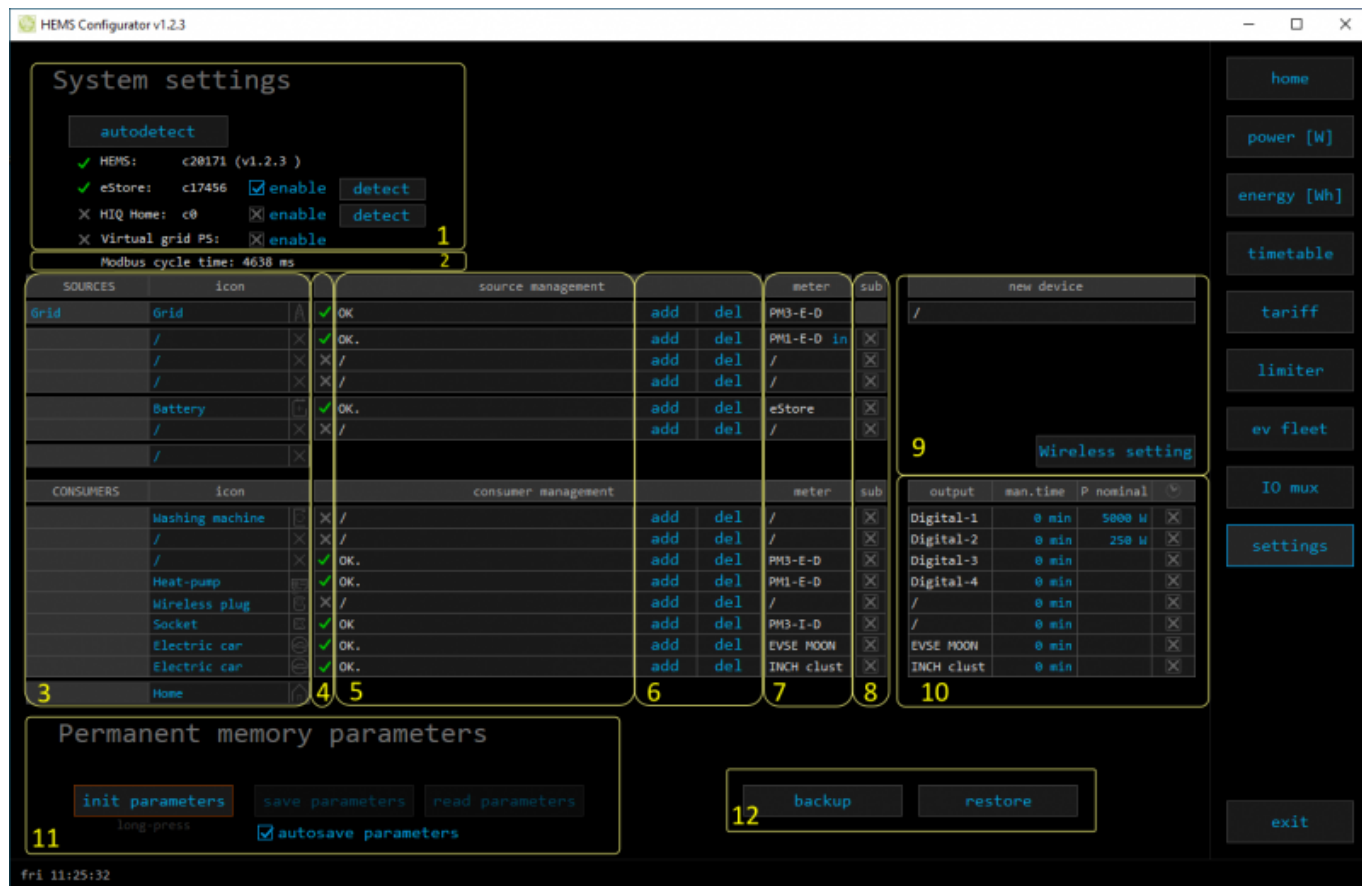 HEMS Configurator v1.2.3
System settings
home
autodetect
power [W]
HEMS: c20171 (v1.2.3 )
eStore: c17456 enable detect
energy [Wh]
HIQ Home: c0 enable detect
Virtual grid PS: enable 1
Modbus cycle time: 4638 ms 2
timetable
SOURCES icon source management meter sub new device
Grid Grid OK add del PM3-E-D /
tariff
/ OK. add del PM1-E-D in
/ / add del /
/ / add del /
limiter
Battery OK. add del eStore
/ / add del /
ev fleet
/ 9 Wireless setting
CONSUMERS icon consumer management meter sub output man.time P nominal
IO mux
Washing machine / add del / Digital-1 0 min 5000 W
/ / add del / Digital-2 0 min 250 W
settings
/ OK. add del PM3-E-D Digital-3 0 min
Heat-pump OK. add del PM1-E-D Digital-4 0 min
Wireless plug / add del / / 0 min
Socket OK add del PM3-I-D / 0 min
Electric car OK. add del EVSE MOON EVSE MOON 0 min
Electric car OK. add del INCH clust INCH clust 0 min
3 Home 4 5 6 7 8 10
Permanent memory parameters
init parameters save parameters read parameters
long-press
autosave parameters
11
backup restore
12
exit
fri 11:25:32